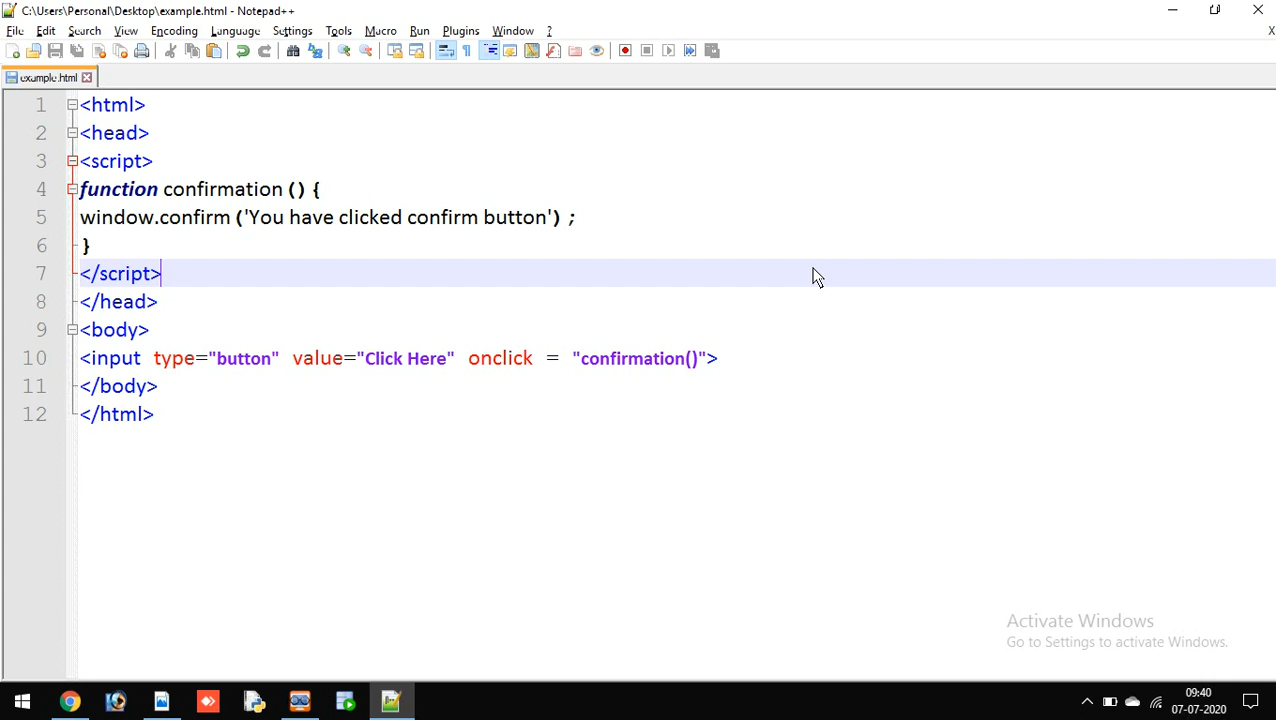 C:\Users\Personal\Desktop\example.html - Notepad++
File Edit Search View Encoding Language Settings Tools Macro Run Plugins Window ? X
example.html
1 <html>
2 <head>
3 <script>
4 function confirmation () {
5 window.confirm ('You have clicked confirm button') ;
6 }
7 </script>
8 </head>
9 <body>
10 <input type="button" value="Click Here" onclick = "confirmation()">
11 </body>
12 </html>
Activate Windows
Go to Settings to activate Windows.
09:40
07-07-2020